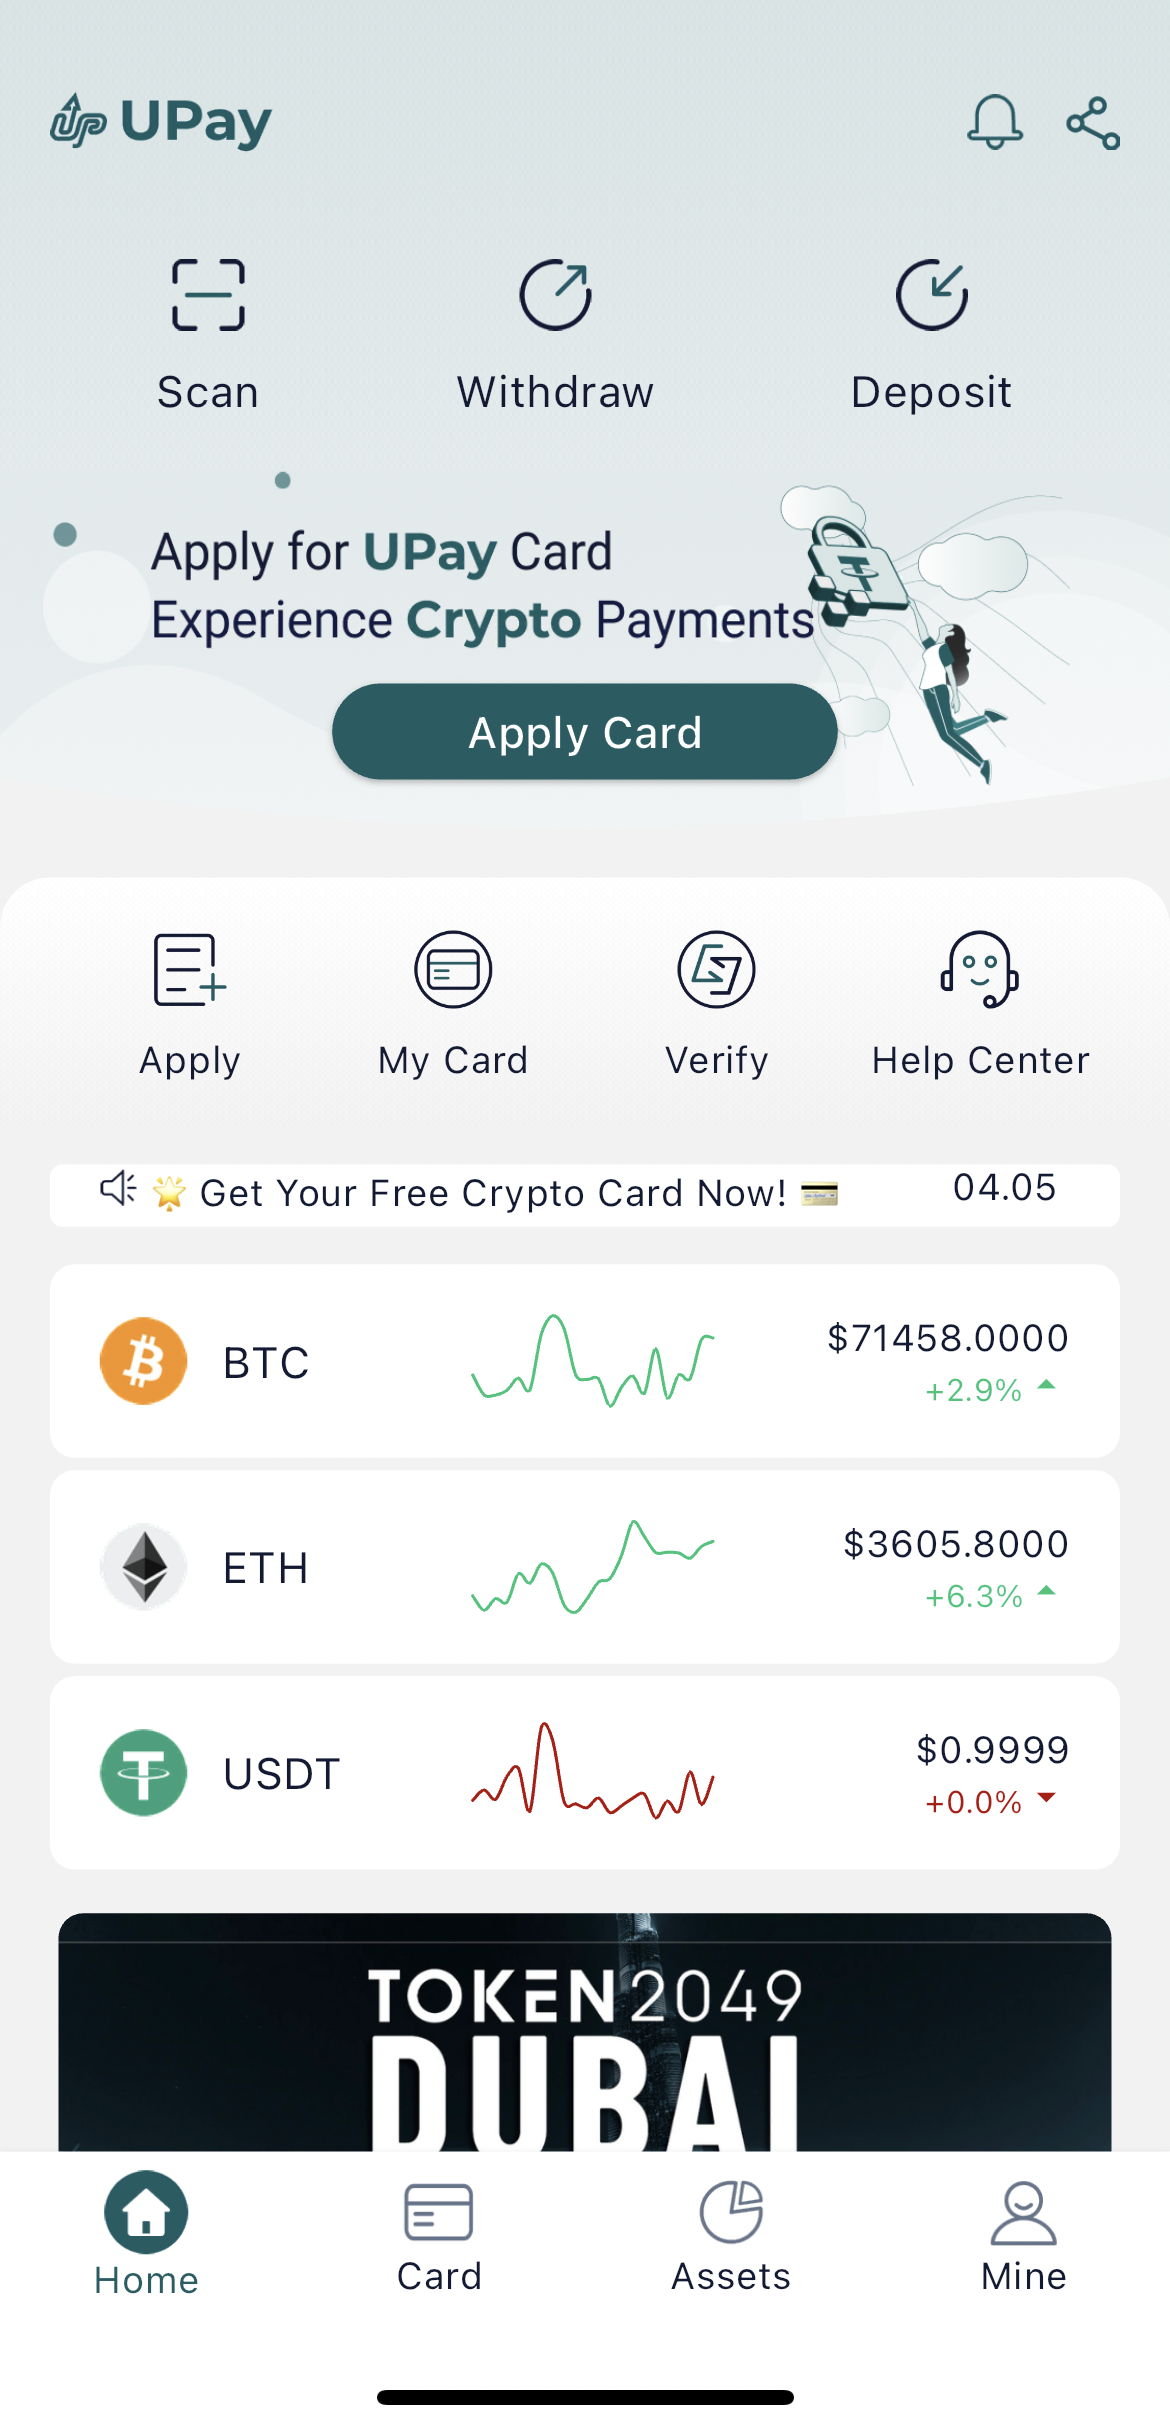 UPay
Scan
Withdraw
Deposit
Apply for UPay Card
Experience Crypto Payments
Apply Card
Apply
My Card
Verify
Help Center
🌟 Get Your Free Crypto Card Now! 💳
04.05
BTC
$71458.0000
+2.9%
ETH
$3605.8000
+6.3%
USDT
$0.9999
+0.0%
TOKEN2049
DUBAI
Home
Card
Assets
Mine